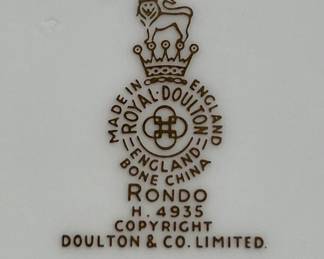 MADE IN ENGLAND
ROYAL·DOULTON
ENGLAND
BONE CHINA
RONDO
H. 4935
COPYRIGHT
DOULTON & CO. LIMITED.